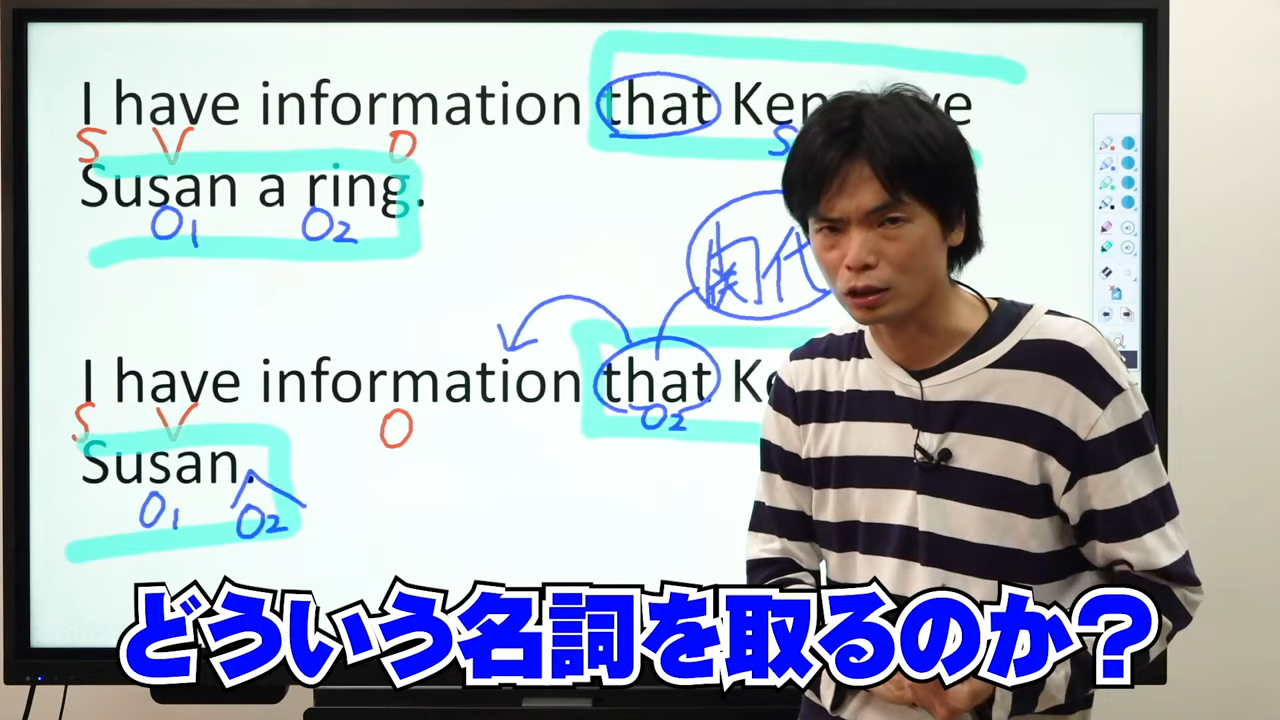 I have information that Ken
ve
S V O S
Susan a ring.
O1 O2
関代
I have information that
S V O O2
Susan.
O1 O2
どういう名詞を取るのか?